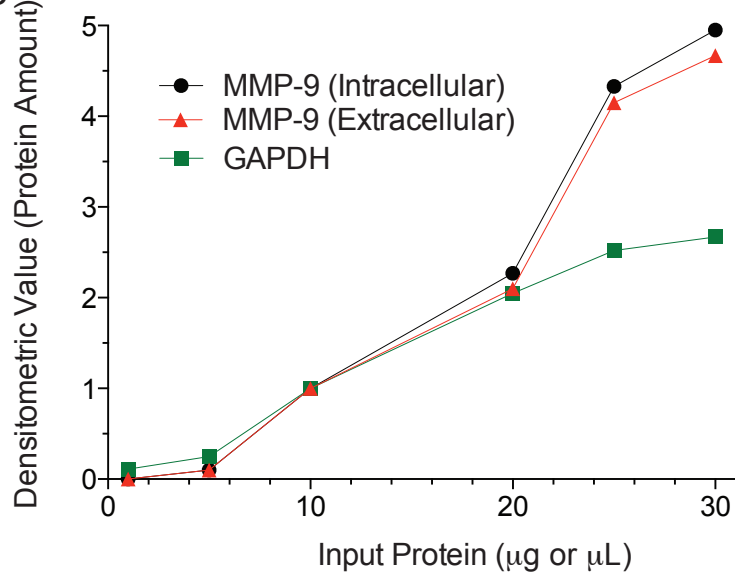 Densitometric Value (Protein Amount)
5
4
3
2
1
0
MMP-9 (Intracellular)
MMP-9 (Extracellular)
GAPDH
0 10 20 30
Input Protein (μg or μL)